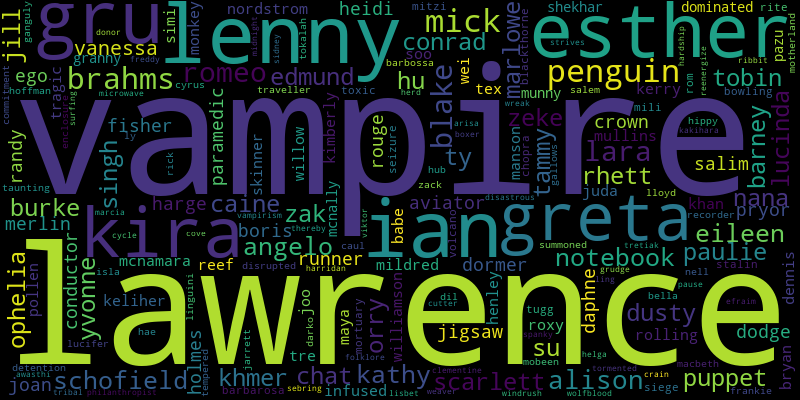 jill gru lenny simi nordstrom heidi mick marlowe esther shekhar dominated rite
ganguly donor monkey midnight sidney tokalah mitzi soo conrad blackthorne strives pazu motherland hardship reenergize
vanessa granny freddy barbossa wei ribbit
commitment hoffman ego tragic brahms romeo edmund hu blake penguin tobin
enclosure surfing microwave cyrus traveller toxic herd tex munny salem kerry rom bowling
randy vampire wreak zeke crown mili hippy barney lucinda
fisher ly paramedic kimberly rouge seizure arisa boxer mullins kakihara
singh rick skinner willow hub ty manson chopra tammy gallows lara salim
taunting zack rhett juda lloyd nana
burke harge caine zak mcnally vampirism babe aviator disastrous khan recorder pryor
merlin marcia kira boris thereby viktor ian greta eileen
cycle cove angelo caul volcano summoned tretiak paulie
ophelia pollen conductor yvonne mcnamara isla reef disrupted runner harridan mildred dormer notebook grudge stalin dennis
lawrence
keliher linguini joo maya mortuary folklore orry williamson dil cutter henley daphne ling nell pause
hae darko tugg roxy bella dusty efraim
lucifer holmes jarrett tre jigsaw spanky rolling dodge
detention tempered su helga mobeen macbeth bryan
awasthi joan schofield khmer chat kathy clementine alison tormented crain puppet
tribal philanthropist barbarosa sebring infused lisbet weaver scarlett windrush wolfblood siege frankie